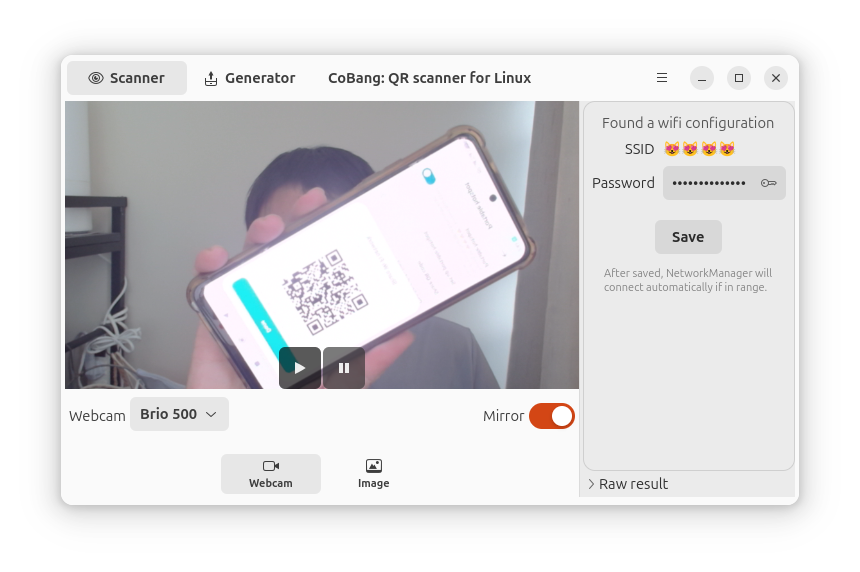 Scanner
Generator
CoBang: QR scanner for Linux
Found a wifi configuration
SSID 😻😻😻😻
Password ••••••••••••••
Save
After saved, NetworkManager will
connect automatically if in range.
Webcam Brio 500
Mirror
Webcam
Image
Raw result